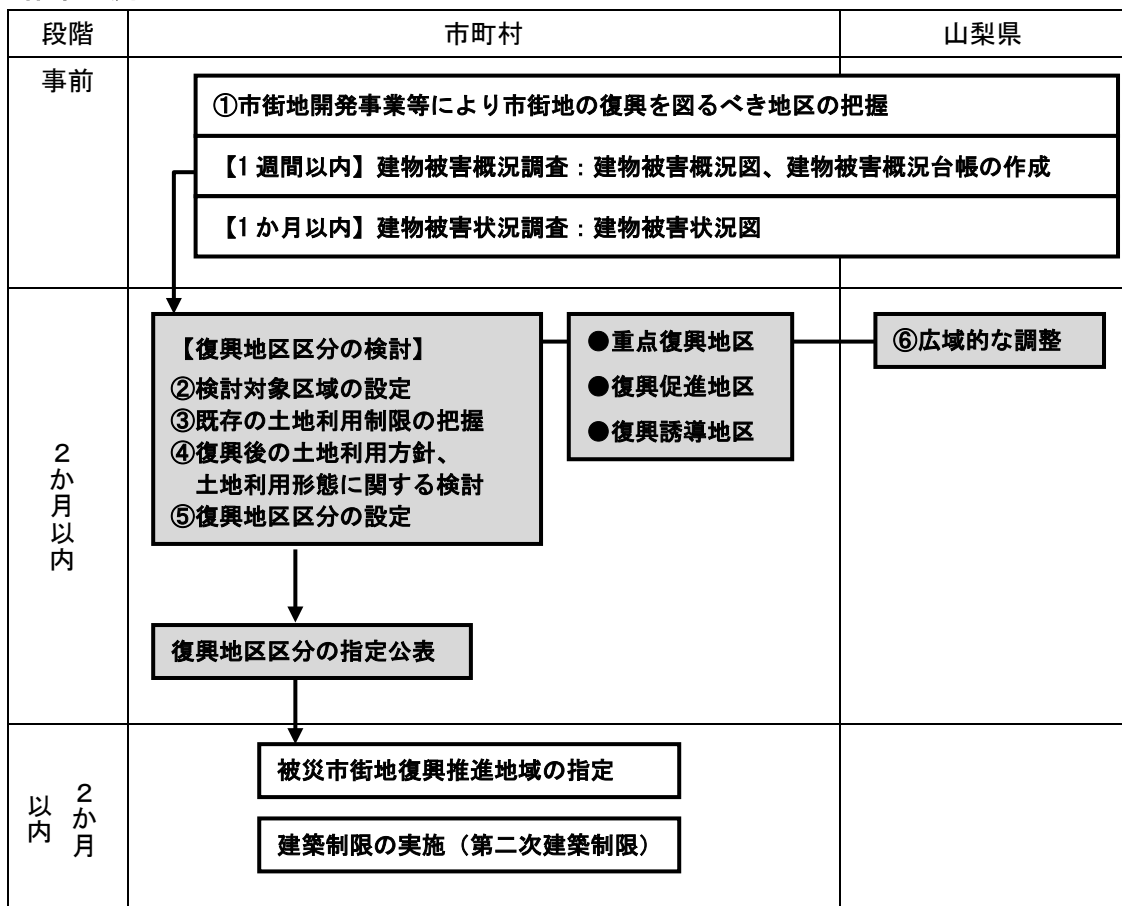 段階
市町村
山梨県
事前
①市街地開発事業等により市街地の復興を図るべき地区の把握
【1週間以内】建物被害概況調査：建物被害概況図、建物被害概況台帳の作成
【1か月以内】建物被害状況調査：建物被害状況図
2か月以内
【復興地区区分の検討】
②検討対象区域の設定
③既存の土地利用制限の把握
④復興後の土地利用方針、
土地利用形態に関する検討
⑤復興地区区分の設定
●重点復興地区
●復興促進地区
●復興誘導地区
⑥広域的な調整
復興地区区分の指定公表
2か月
以内
被災市街地復興推進地域の指定
建築制限の実施（第二次建築制限）